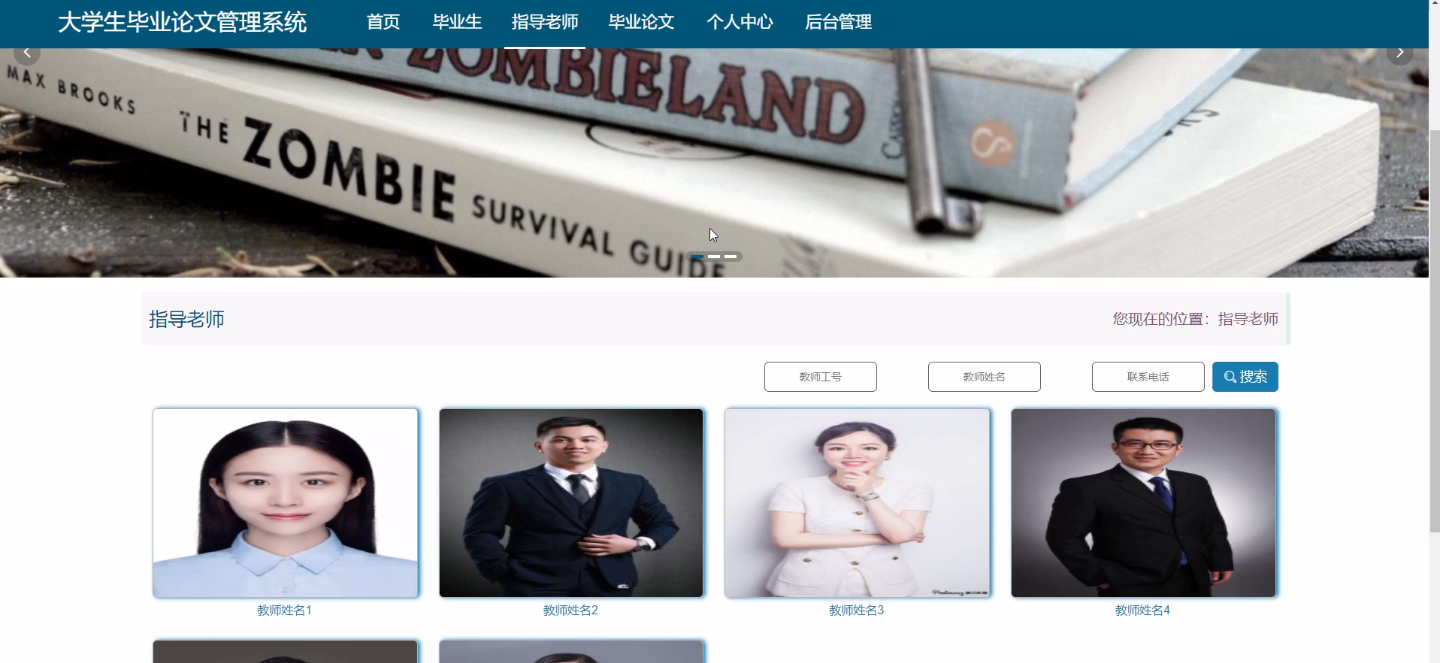 大学生毕业论文管理系统 首页 毕业生 指导老师 毕业论文 个人中心 后台管理
ZOMBIELAND
MAX BROOKS THE ZOMBIE SURVIVAL GUIDE
指导老师 您现在的位置：指导老师
教师工号 教师姓名 联系电话 搜索
教师姓名1 教师姓名2 教师姓名3 教师姓名4